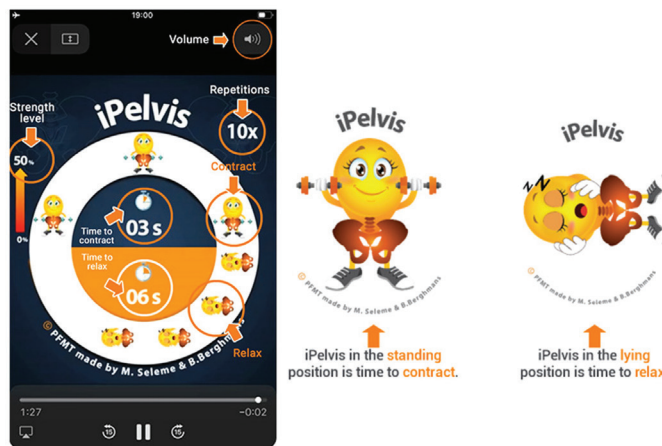 19:00
Volume
iPelvis
Repetitions
10x
Strength
level
50%
0%
Contract
Time to
contract
03 s
Time to
relax
06 s
Relax
© PFMT made by M. Seleme & B.Berghmans
1:27
-0:02
15
15
iPelvis
© PFMT made by M. Seleme & B.Berghmans
iPelvis in the standing
position is time to contract.
iPelvis
zz
iPelvis in the lying
position is time to relax